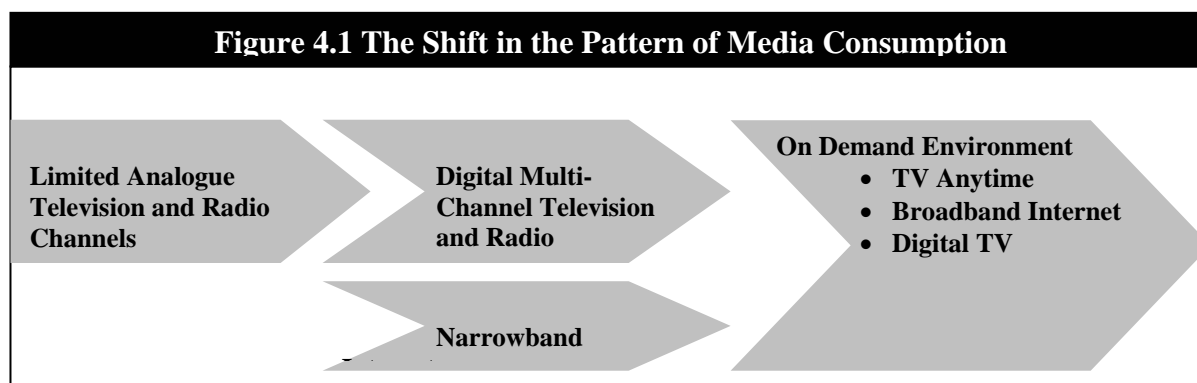 Figure 4.1 The Shift in the Pattern of Media Consumption
Limited Analogue
Television and Radio
Channels
Digital Multi-
Channel Television
and Radio
Narrowband
On Demand Environment
• TV Anytime
• Broadband Internet
• Digital TV